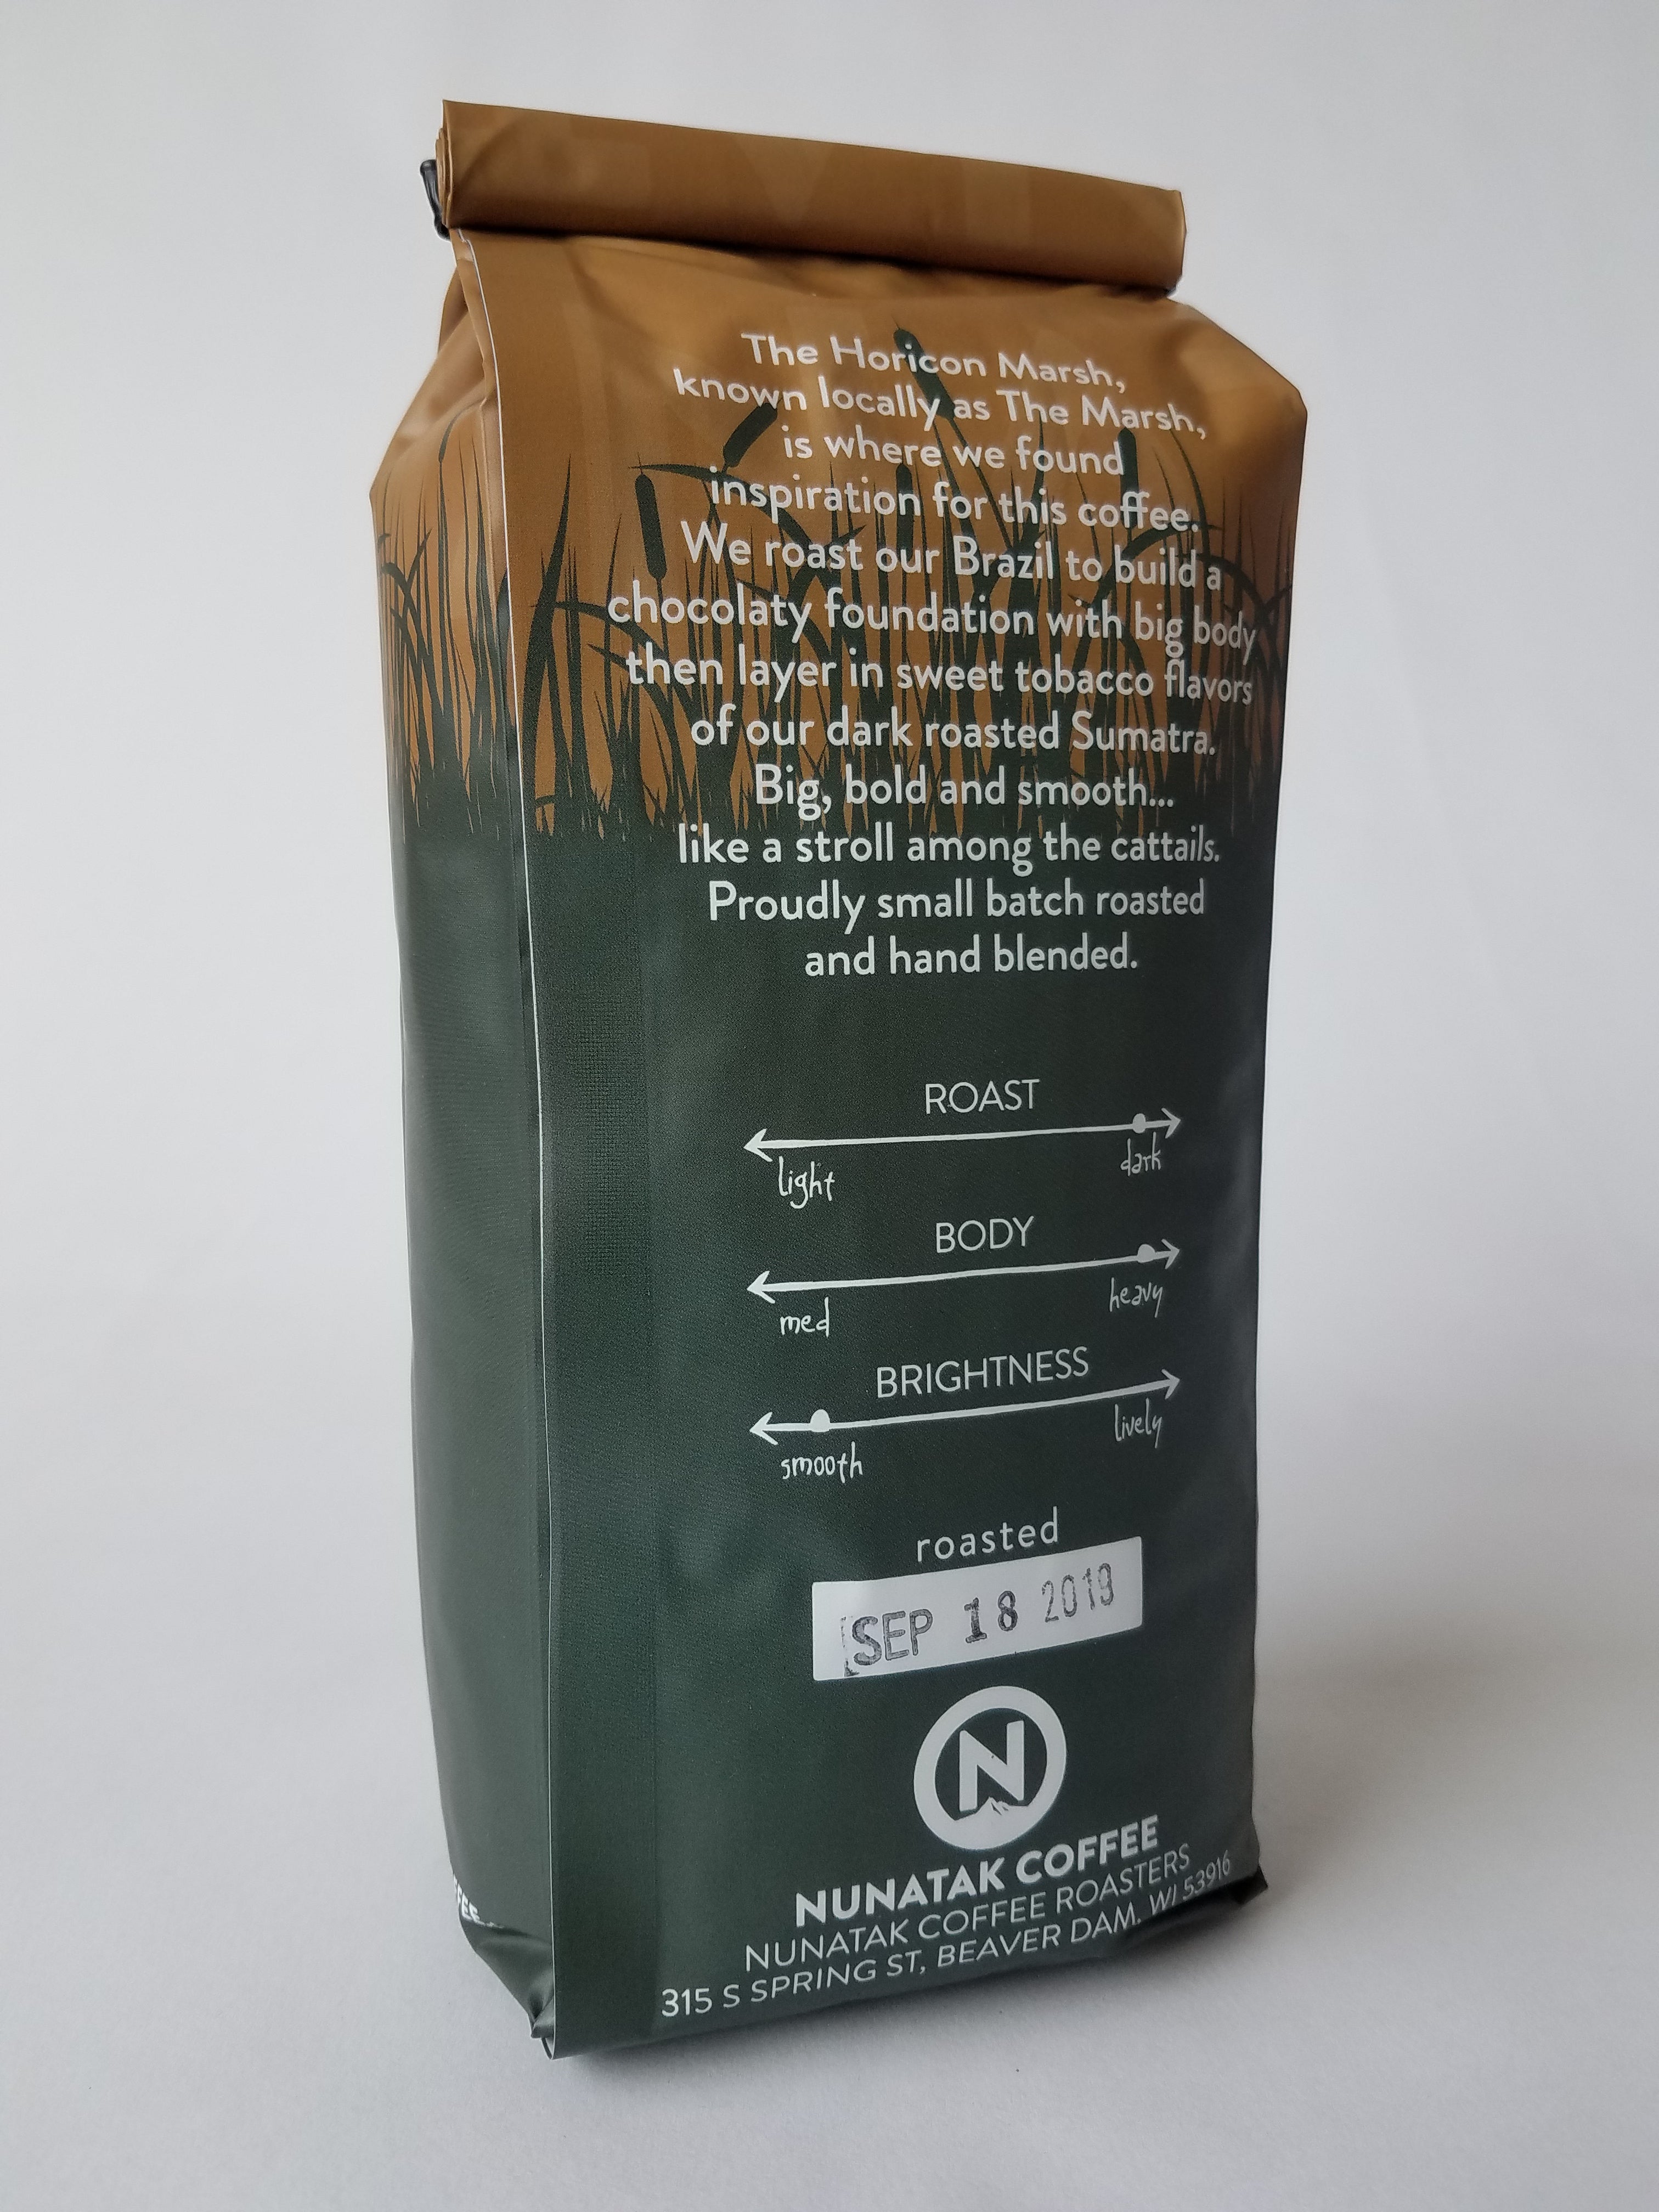 The Horicon Marsh,
known locally as The Marsh,
is where we found
inspiration for this coffee.
We roast our Brazil to build a
chocolaty foundation with big body
then layer in sweet tobacco flavors
of our dark roasted Sumatra.
Big, bold and smooth...
like a stroll among the cattails.
Proudly small batch roasted
and hand blended.
ROAST
light dark
BODY
med heavy
BRIGHTNESS
smooth lively
roasted
SEP 18 2019
N
NUNATAK COFFEE
NUNATAK COFFEE ROASTERS
315 S SPRING ST, BEAVER DAM, WI 53916